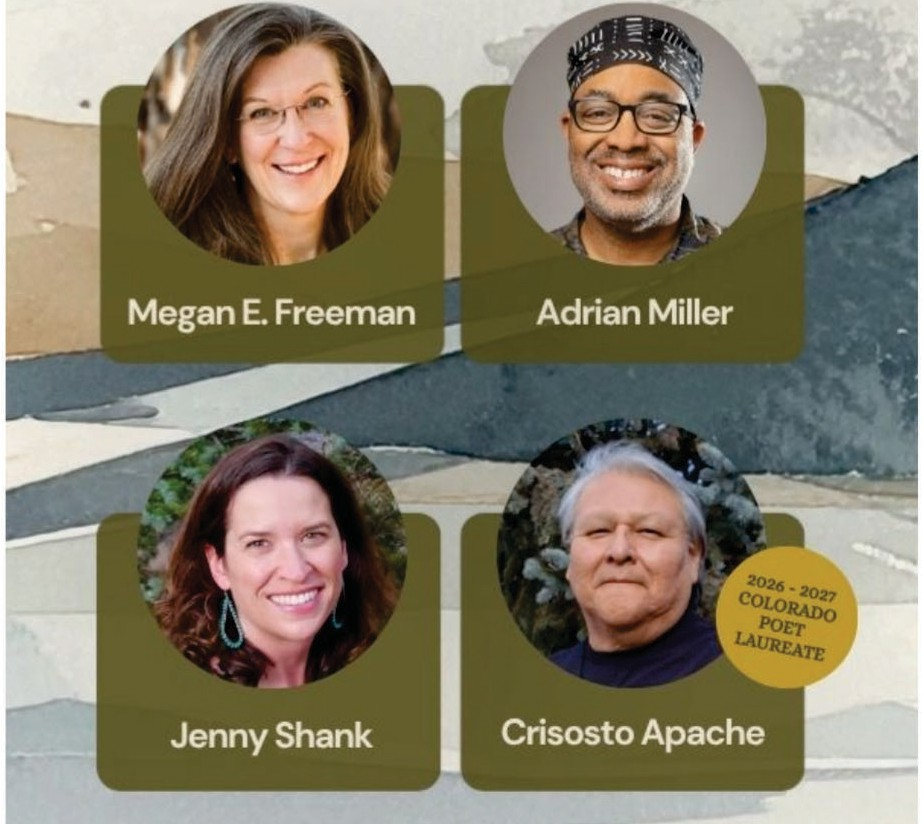 Megan E. Freeman
Adrian Miller
Jenny Shank
Crisosto Apache
2026 - 2027
COLORADO
POET
LAUREATE